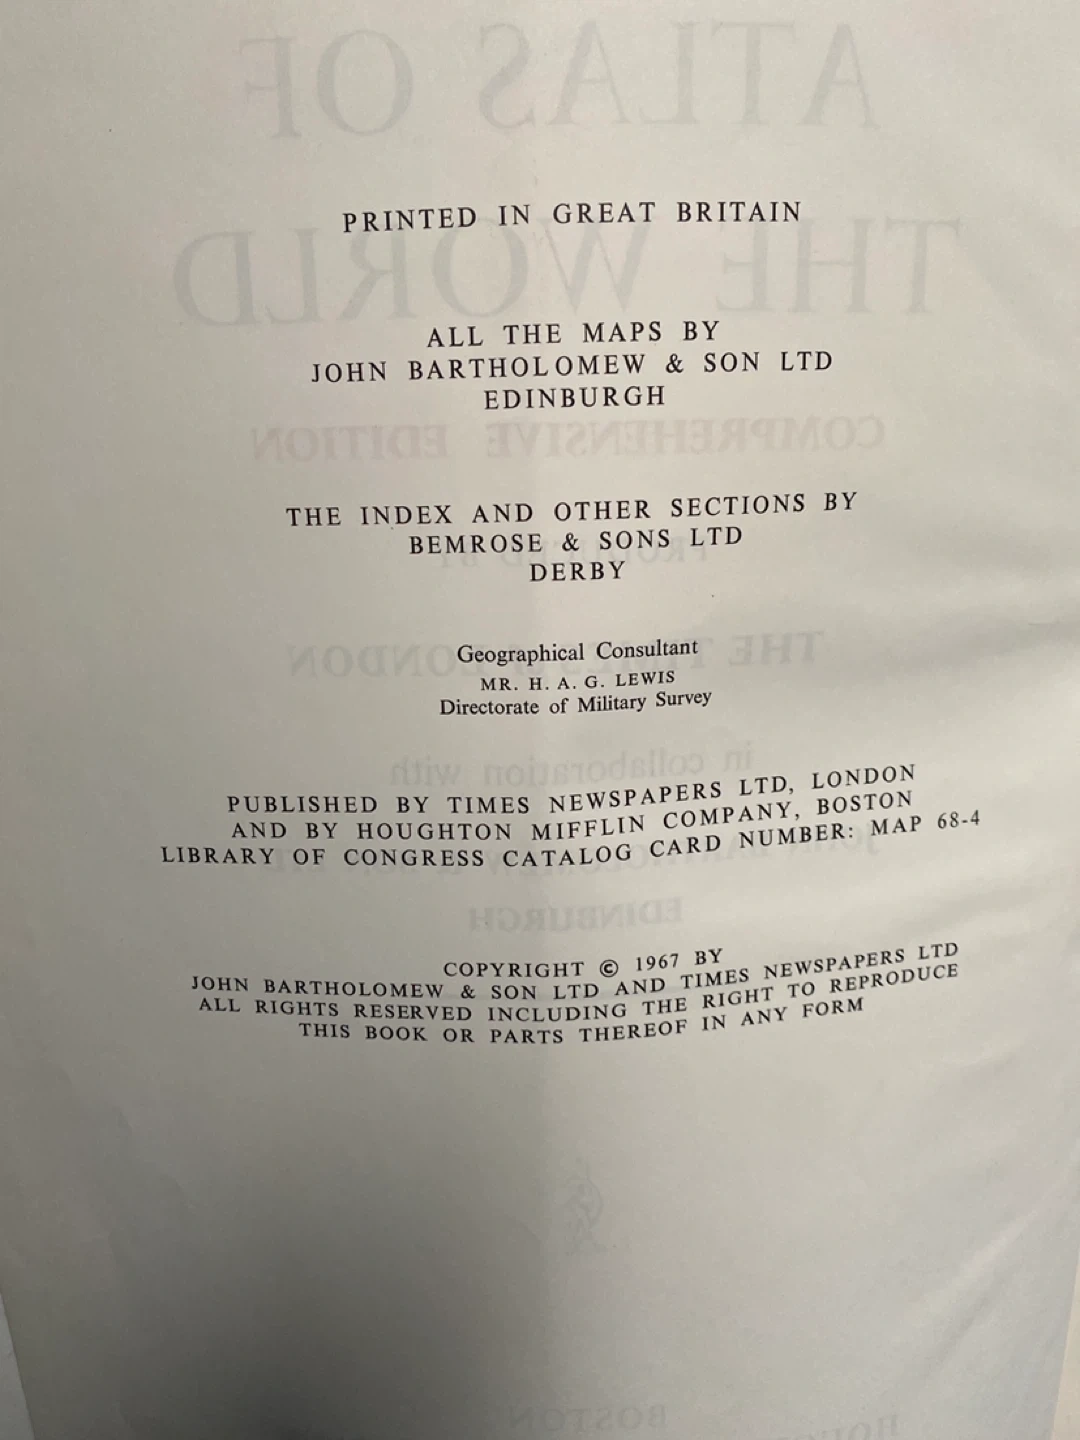 PRINTED IN GREAT BRITAIN
ALL THE MAPS BY
JOHN BARTHOLOMEW & SON LTD
EDINBURGH
THE INDEX AND OTHER SECTIONS BY
BEMROSE & SONS LTD
DERBY
Geographical Consultant
MR. H. A. G. LEWIS
Directorate of Military Survey
PUBLISHED BY TIMES NEWSPAPERS LTD, LONDON
AND BY HOUGHTON MIFFLIN COMPANY, BOSTON
LIBRARY OF CONGRESS CATALOG CARD NUMBER: MAP 68-4
COPYRIGHT © 1967 BY
JOHN BARTHOLOMEW & SON LTD AND TIMES NEWSPAPERS LTD
ALL RIGHTS RESERVED INCLUDING THE RIGHT TO REPRODUCE
THIS BOOK OR PARTS THEREOF IN ANY FORM